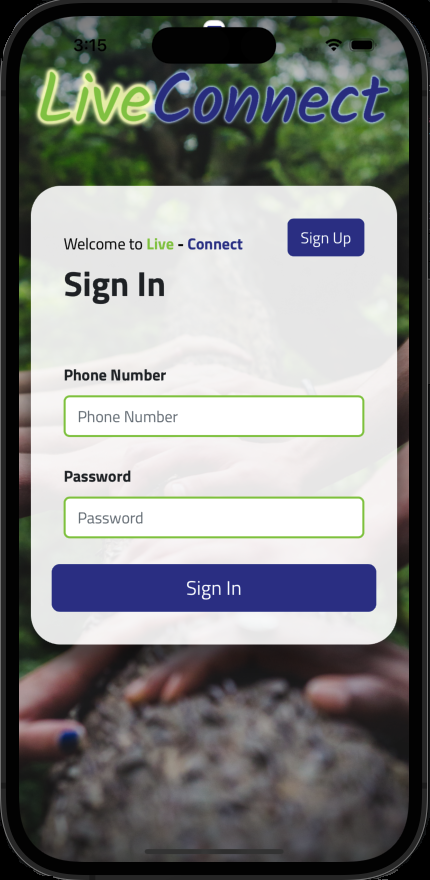 3:15
LiveConnect
Sign Up
Welcome to Live - Connect
Sign In
Phone Number
Phone Number
Password
Password
Sign In